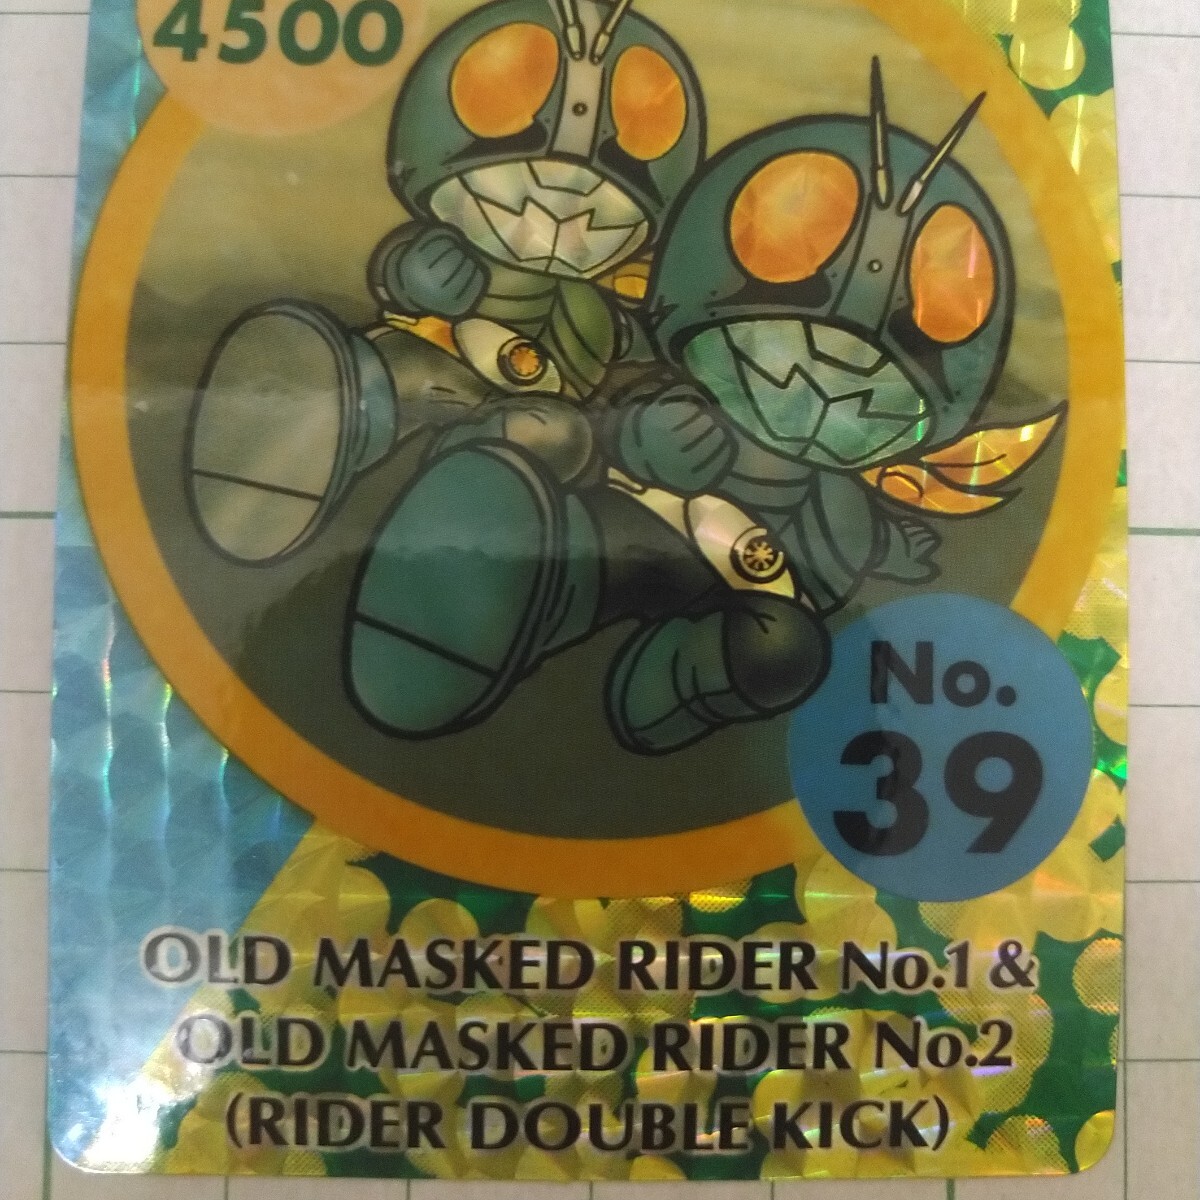 4500
No.
39
OLD MASKED RIDER No.1 &
OLD MASKED RIDER No.2
(RIDER DOUBLE KICK)